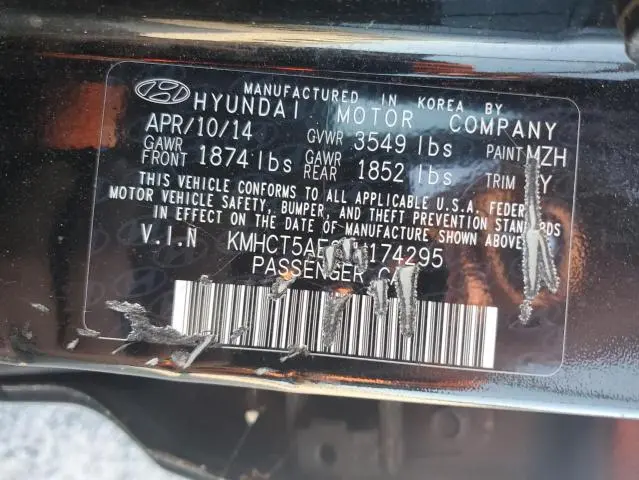 MANUFACTURED IN KOREA BY
HYUNDAI MOTOR COMPANY
APR/10/14 GVWR 3549 lbs PAINT MZH
GAWR FRONT 1874 lbs GAWR REAR 1852 lbs TRIM
THIS VEHICLE CONFORMS TO ALL APPLICABLE U.S.A. FEDERAL
MOTOR VEHICLE SAFETY, BUMPER, AND THEFT PREVENTION STANDARDS
IN EFFECT ON THE DATE OF MANUFACTURE SHOWN ABOVE.
V.I.N
PASSENGER